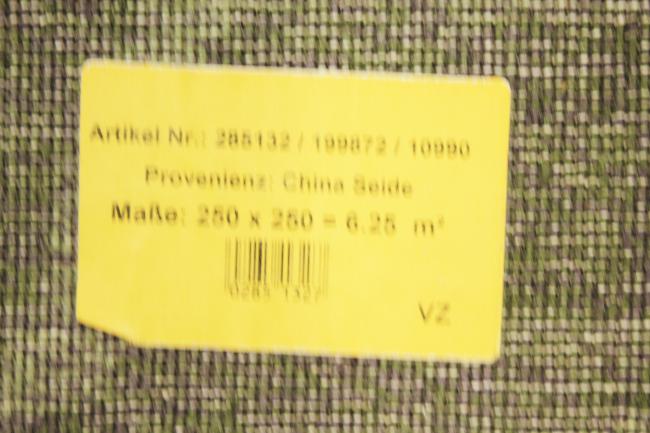 Artikel Nr.: 285132 / 199872 / 10990
Provenienz: China Seide
Maße: 250 x 250 = 6.25 m²
VZ